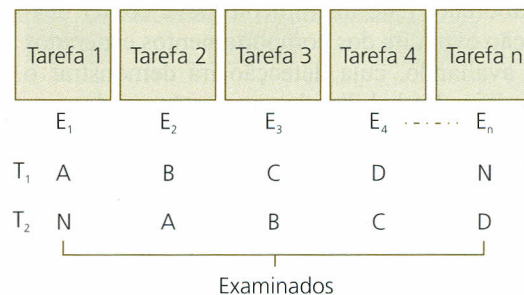 Tarefa 1 Tarefa 2 Tarefa 3 Tarefa 4 Tarefa n
E₁ E₂ E₃ E₄ Eₙ
T₁ A B C D N
T₂ N A B C D
Examinados